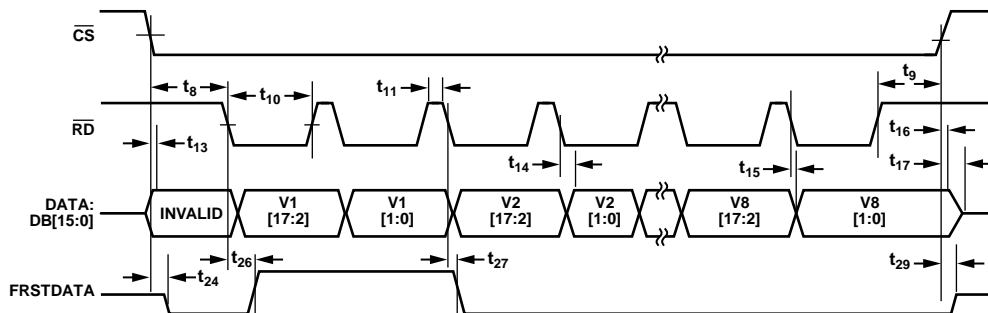 CS
t8
t10
t11
t9
RD
t13
t14
t15
t16
t17
DATA:
DB[15:0]
INVALID
V1
[17:2]
V1
[1:0]
V2
[17:2]
V2
[1:0]
V8
[17:2]
V8
[1:0]
t24
t26
t27
t29
FRSTDATA